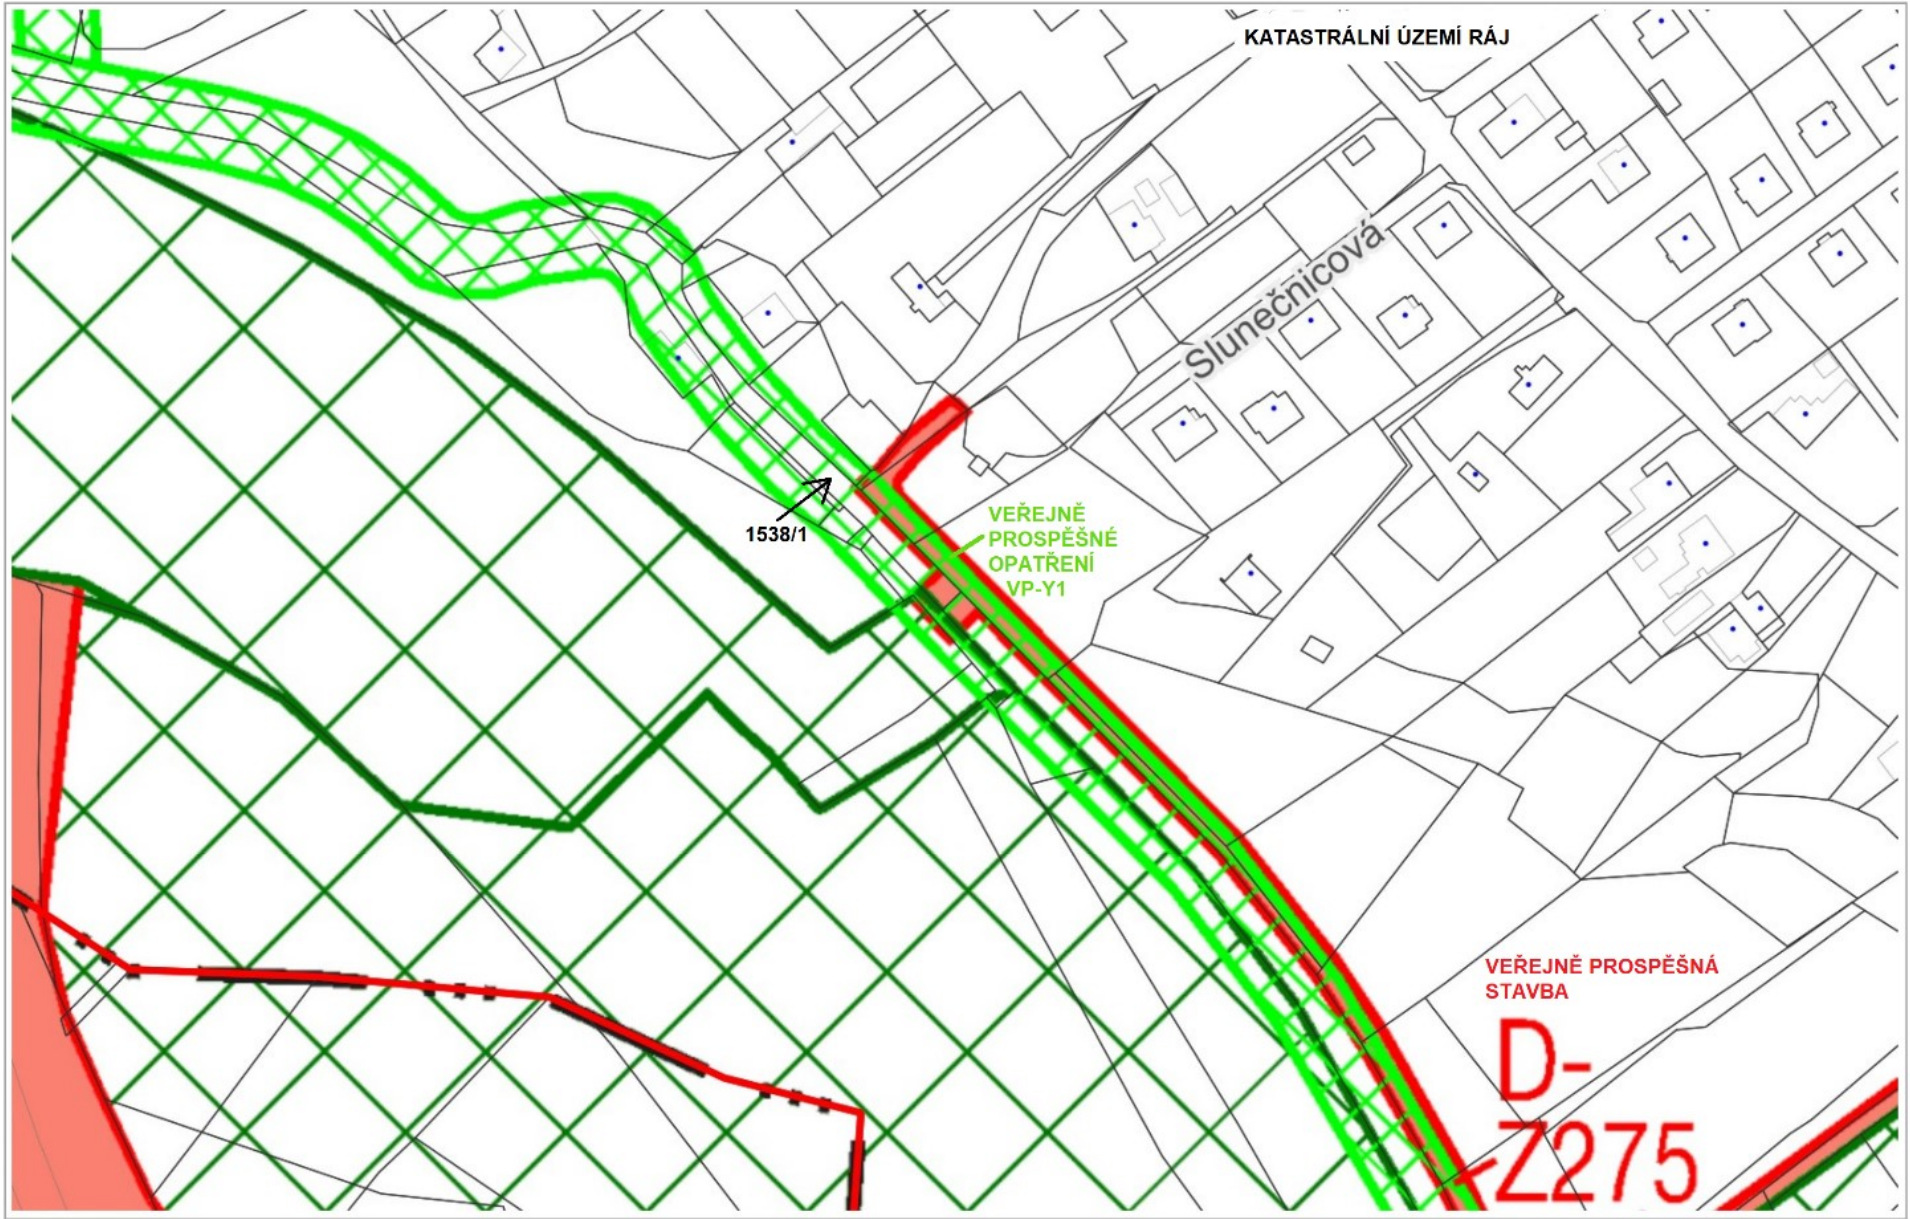 KATASTRÁLNÍ ÚZEMÍ RÁJ
Slunečnicová
1538/1
VEŘEJNĚ
PROSPĚŠNÉ
OPATŘENÍ
VP-Y1
VEŘEJNĚ PROSPĚŠNÁ
STAVBA
D-
Z275